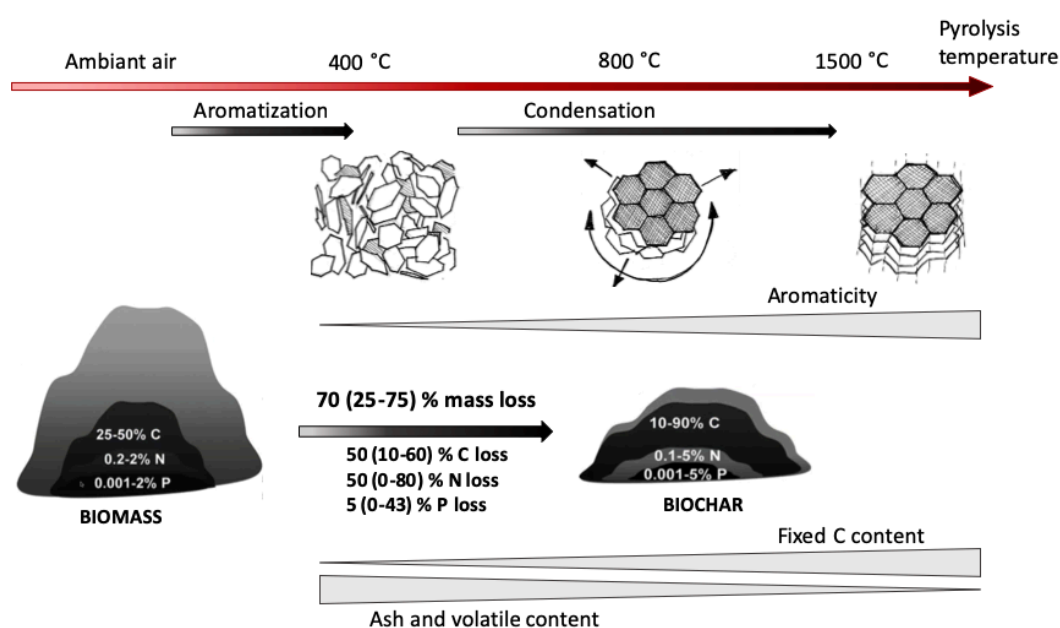 Pyrolysis
temperature
Ambiant air
400 °C
800 °C
1500 °C
Aromatization
Condensation
Aromaticity
70 (25-75) % mass loss
50 (10-60) % C loss
50 (0-80) % N loss
5 (0-43) % P loss
25-50% C
0.2-2% N
0.001-2% P
BIOMASS
10-90% C
0.1-5% N
0.001-5% P
BIOCHAR
Fixed C content
Ash and volatile content